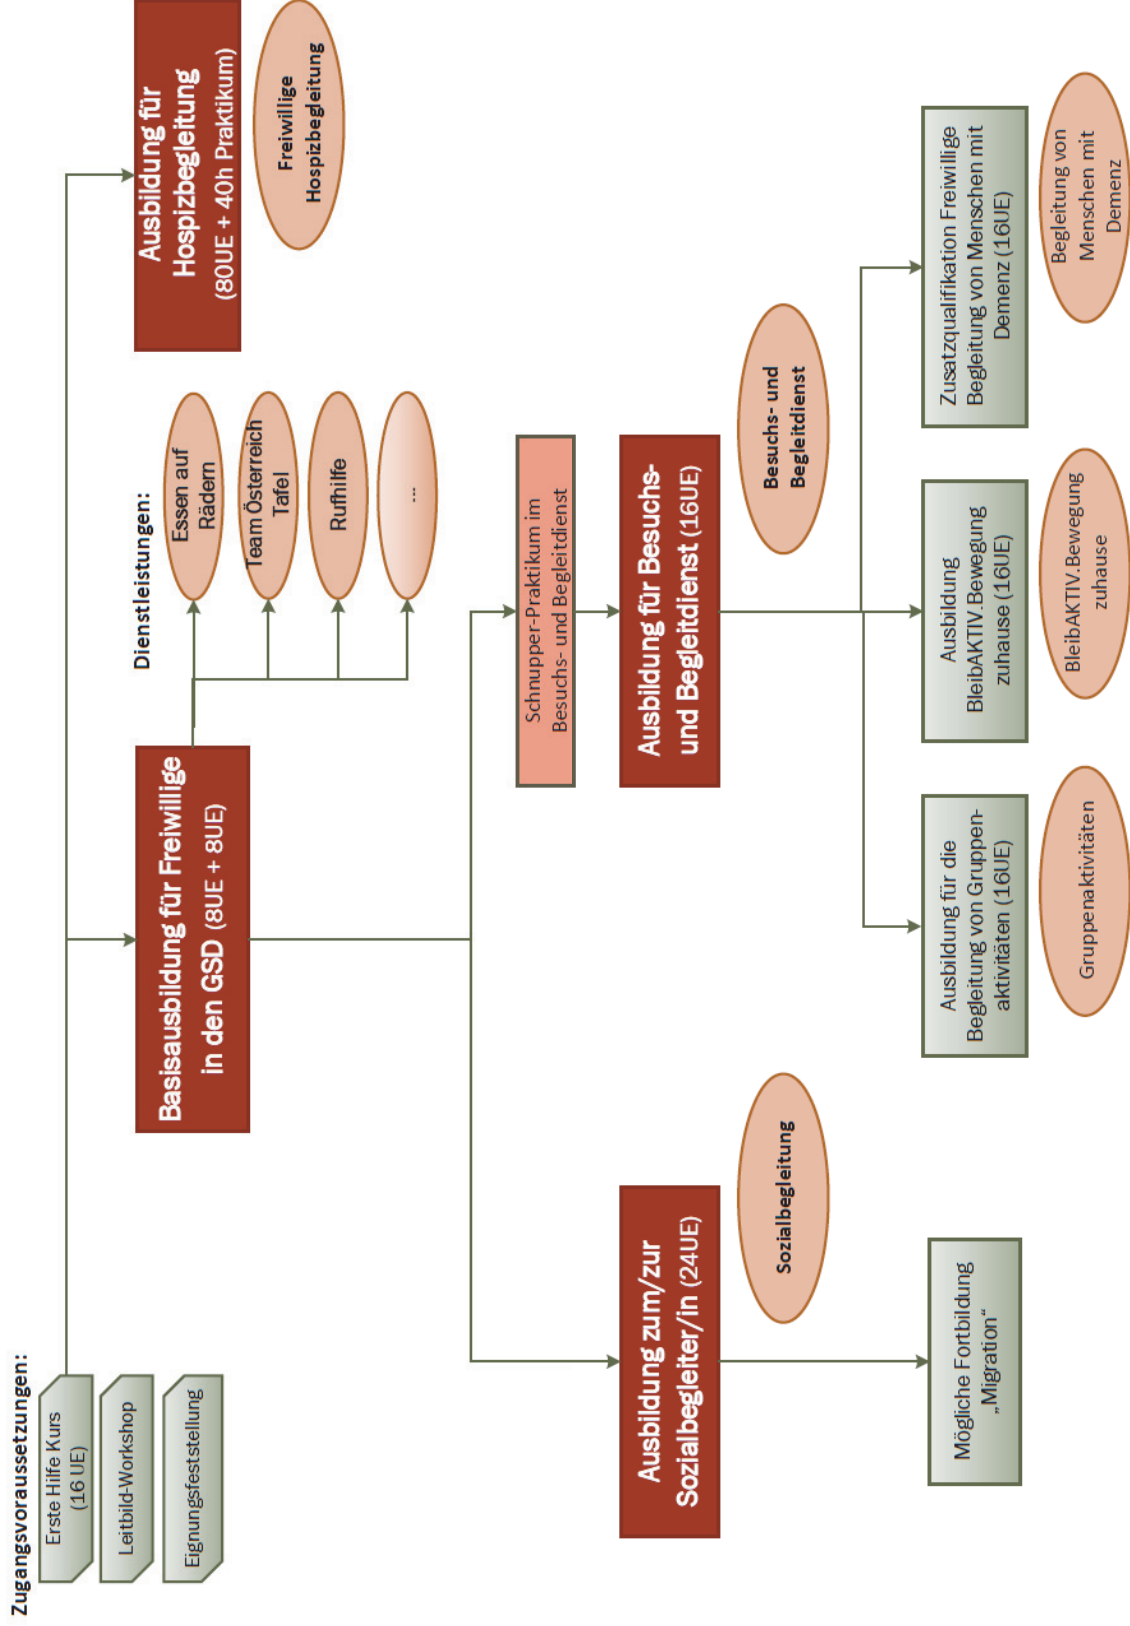 Zugangsvoraussetzungen:
Erste Hilfe Kurs
(16 UE)
Leitbild-Workshop
Eignungsfeststellung
Basisausbildung für Freiwillige
in den GSD (8UE + 8UE)
Dienstleistungen:
Essen auf
Rädern
Team Österreich
Tafel
Rufhilfe
...
Ausbildung für
Hospizbegleitung
(80UE + 40h Praktikum)
Freiwillige
Hospizbegleitung
Schnupper-Praktikum im
Besuchs- und Begleitdienst
Ausbildung zum/zur
Sozialbegleiter/in (24UE)
Sozialbegleitung
Ausbildung für Besuchs-
und Begleitdienst (16UE)
Besuchs- und
Begleitdienst
Mögliche Fortbildung
„Migration“
Ausbildung für die
Begleitung von Gruppen-
aktivitäten (16UE)
Gruppenaktivitäten
Ausbildung
BleibAKTIV.Bewegung
zuhause (16UE)
BleibAKTIV.Bewegung
zuhause
Zusatzqualifikation Freiwillige
Begleitung von Menschen mit
Demenz (16UE)
Begleitung von
Menschen mit
Demenz